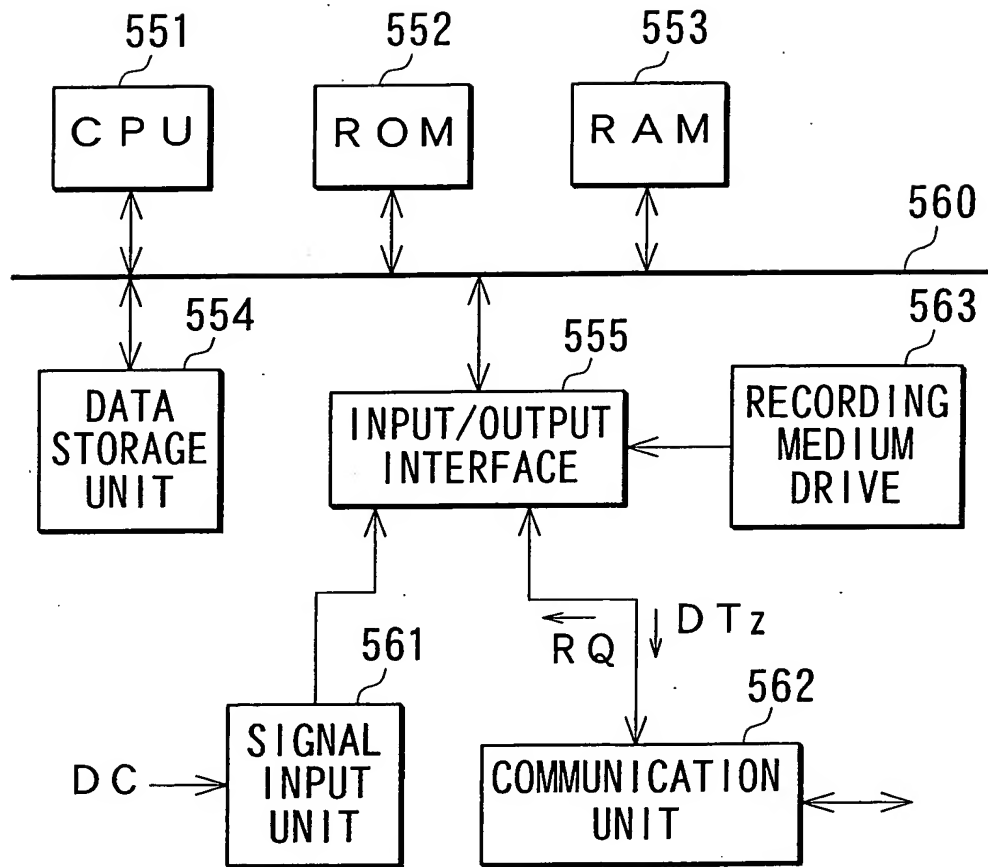 551
552
553
CPU
ROM
RAM
560
554
555
563
DATA
STORAGE
UNIT
INPUT/OUTPUT
INTERFACE
RECORDING
MEDIUM
DRIVE
RQ
DTz
561
562
DC
SIGNAL
INPUT
UNIT
COMMUNICATION
UNIT